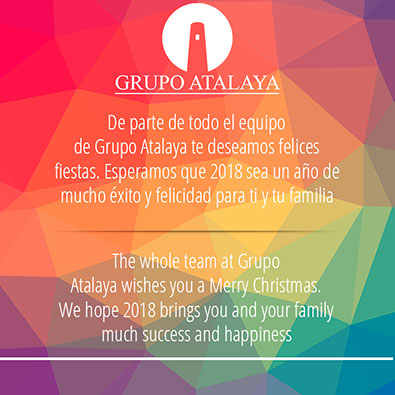 GRUPO ATALAYA
De parte de todo el equipo
de Grupo Atalaya te deseamos felices
fiestas. Esperamos que 2018 sea un año de
mucho éxito y felicidad para ti y tu familia
The whole team at Grupo
Atalaya wishes you a Merry Christmas.
We hope 2018 brings you and your family
much success and happiness